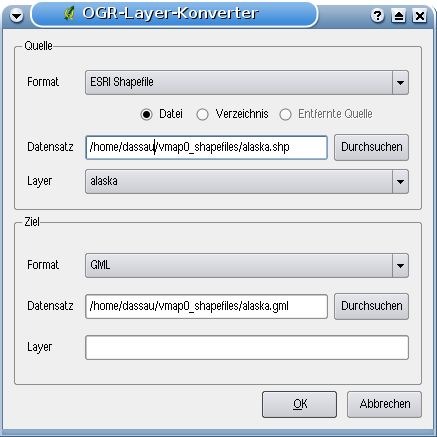 OGR-Layer-Konverter
Quelle
Format ESRI Shapefile
Datei Verzeichnis Entfernte Quelle
Datensatz /home/dassau/vmap0_shapefiles/alaska.shp Durchsuchen
Layer alaska
Ziel
Format GML
Datensatz /home/dassau/vmap0_shapefiles/alaska.gml Durchsuchen
Layer
OK Abbrechen